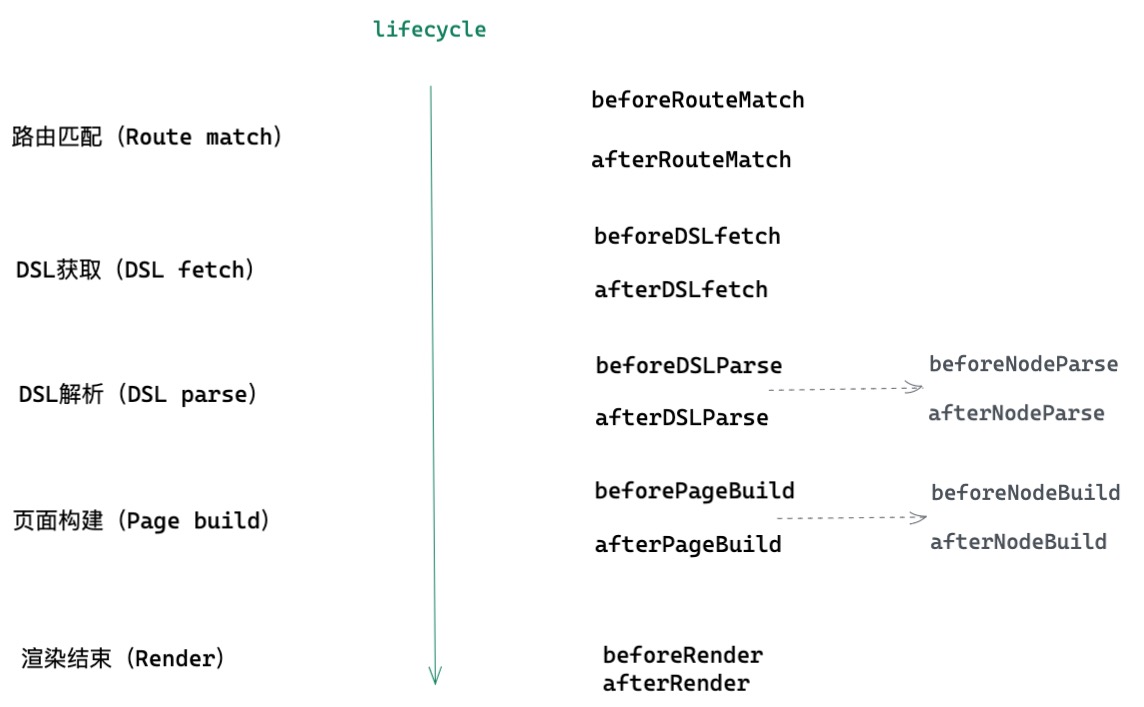 lifecycle
beforeRouteMatch
路由匹配（Route match）
afterRouteMatch
beforeDSLfetch
DSL获取（DSL fetch）
afterDSLfetch
beforeDSLParse
beforeNodeParse
DSL解析（DSL parse）
afterDSLParse
afterNodeParse
beforePageBuild
beforeNodeBuild
页面构建（Page build）
afterPageBuild
afterNodeBuild
渲染结束（Render）
beforeRender
afterRender